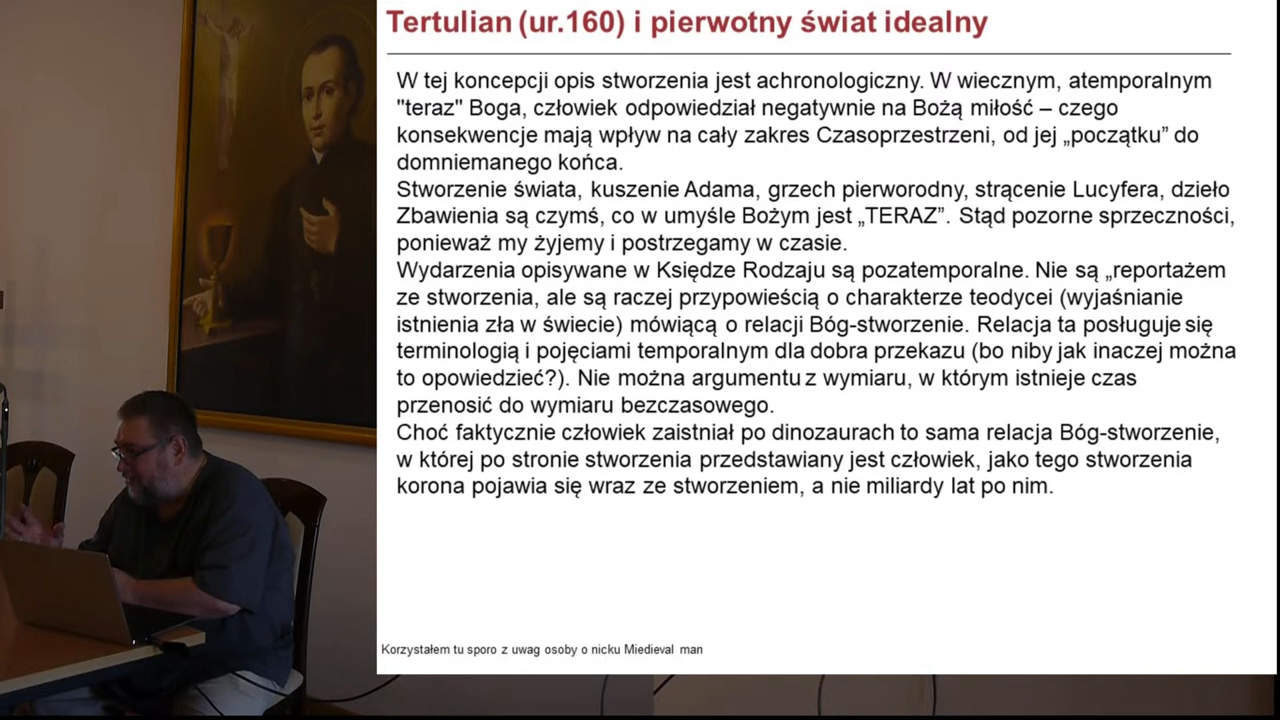 Tertulian (ur.160) i pierwotny świat idealny
W tej koncepcji opis stworzenia jest achronologiczny. W wiecznym, atemporalnym
"teraz" Boga, człowiek odpowiedział negatywnie na Bożą miłość – czego
konsekwencje mają wpływ na cały zakres Czasoprzestrzeni, od jej „początku” do
domniemanego końca.
Stworzenie świata, kuszenie Adama, grzech pierworodny, strącenie Lucyfera, dzieło
Zbawienia są czymś, co w umyśle Bożym jest „TERAZ”. Stąd pozorne sprzeczności,
ponieważ my żyjemy i postrzegamy w czasie.
Wydarzenia opisywane w Księdze Rodzaju są pozatemporalne. Nie są „reportażem
ze stworzenia, ale są raczej przypowieścią o charakterze teodycei (wyjaśnianie
istnienia zła w świecie) mówiącą o relacji Bóg-stworzenie. Relacja ta posługuje się
terminologią i pojęciami temporalnym dla dobra przekazu (bo niby jak inaczej można
to opowiedzieć?). Nie można argumentu z wymiaru, w którym istnieje czas
przenosić do wymiaru bezczasowego.
Choć faktycznie człowiek zaistniał po dinozaurach to sama relacja Bóg-stworzenie,
w której po stronie stworzenia przedstawiany jest człowiek, jako tego stworzenia
korona pojawia się wraz ze stworzeniem, a nie miliardy lat po nim.
Korzystałem tu sporo z uwag osoby o nicku Miedieval man